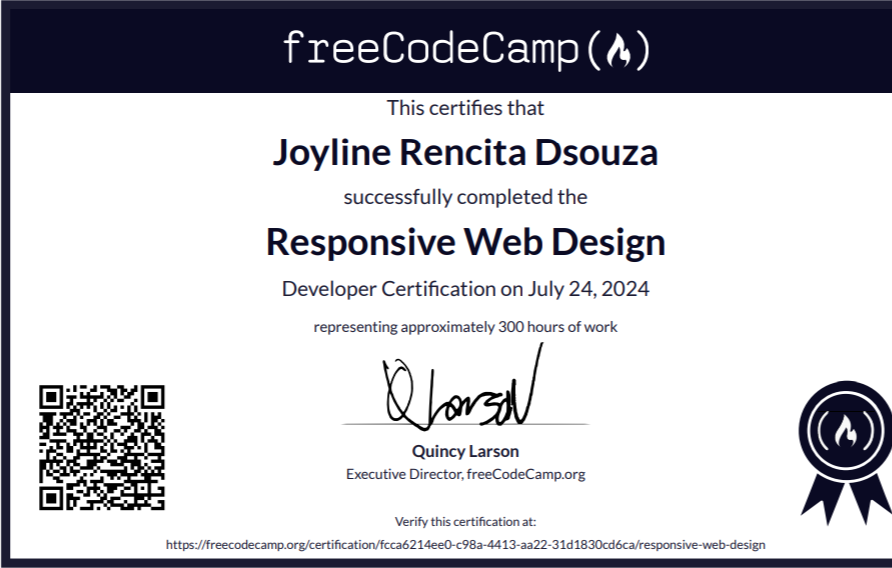 freeCodeCamp
This certifies that
Joyline Rencita Dsouza
successfully completed the
Responsive Web Design
Developer Certification on July 24, 2024
representing approximately 300 hours of work
Q Larson
Quincy Larson
Executive Director, freeCodeCamp.org
Verify this certification at:
https://freecodecamp.org/certification/fcca6214ee0-c98a-4413-aa22-31d1830cd6ca/responsive-web-design